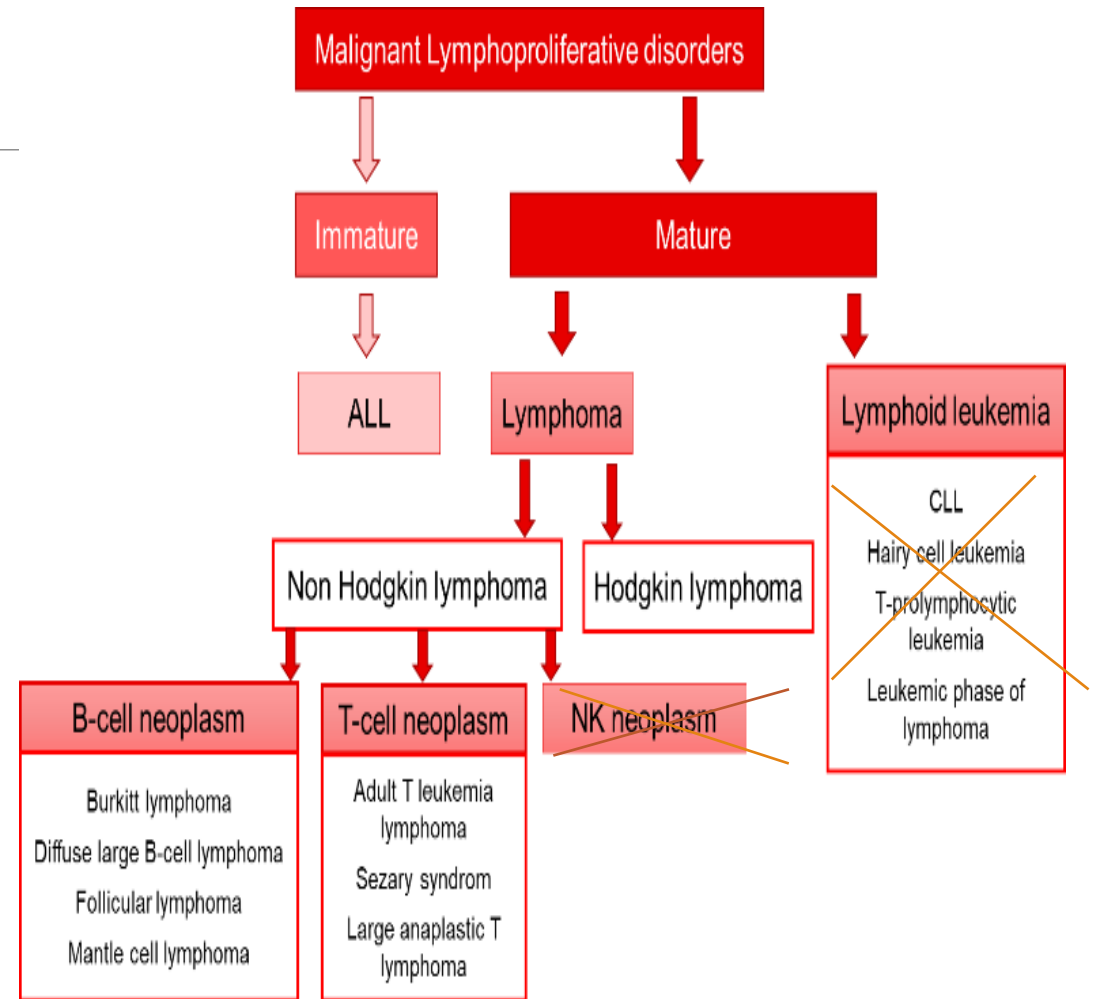 Malignant Lymphoproliferative disorders
Immature
Mature
ALL
Lymphoma
Lymphoid leukemia
CLL
Hairy cell leukemia
T-prolymphocytic
leukemia
Leukemic phase of
lymphoma
Non Hodgkin lymphoma
Hodgkin lymphoma
B-cell neoplasm
Burkitt lymphoma
Diffuse large B-cell lymphoma
Follicular lymphoma
Mantle cell lymphoma
T-cell neoplasm
Adult T leukemia
lymphoma
Sezary syndrom
Large anaplastic T
lymphoma
NK neoplasm